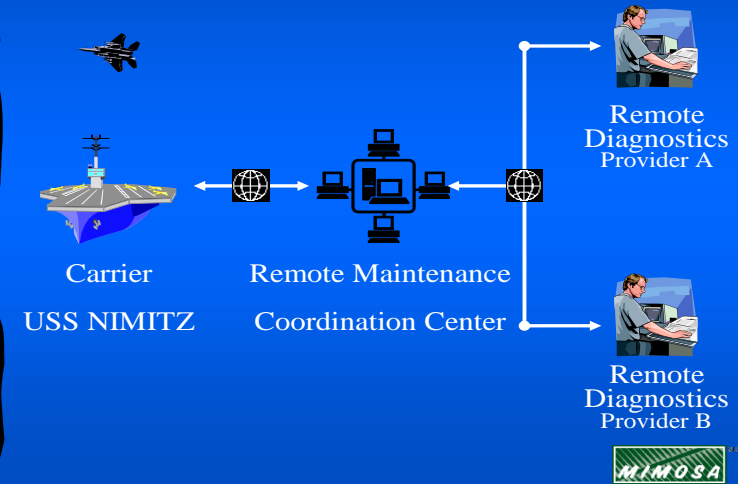 Remote
Diagnostics
Provider A
Carrier
USS NIMITZ
Remote Maintenance
Coordination Center
Remote
Diagnostics
Provider B
MIMOSA